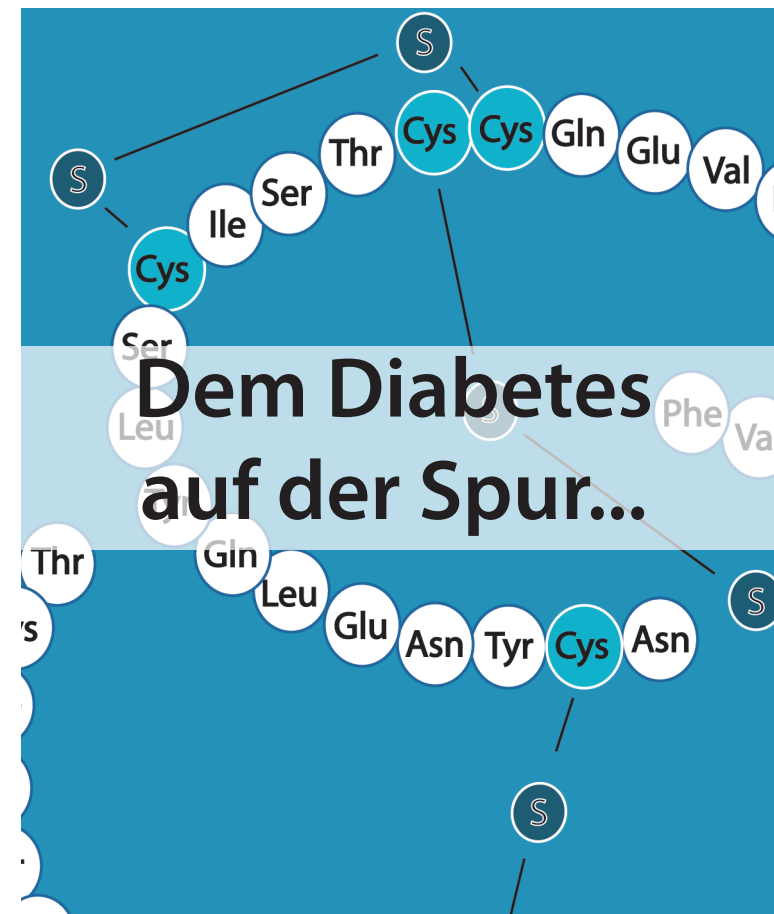 S
S
Thr Cys Cys Gln Glu Val
Ser
Ile
Cys
Ser
Dem Diabetes
S
Phe
Leu
auf der Spur...
Tyr
Gln
Thr
Leu
S
Glu Asn Tyr Cys Asn
S